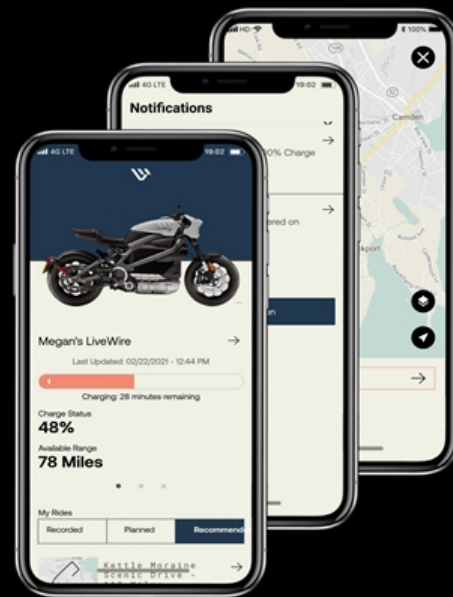 4G LTE
19:02
Megan's LiveWire
Last Updated: 02/22/2021 - 12:44 PM
Charging: 28 minutes remaining
Charge Status
48%
Available Range
78 Miles
My Rides
Recorded
Planned
Recommend
Kettle Moraine
Scenic Drive -
4G LTE
19:02
Notifications
0% Charge
ered on
on
HD
100%
Camden
kport